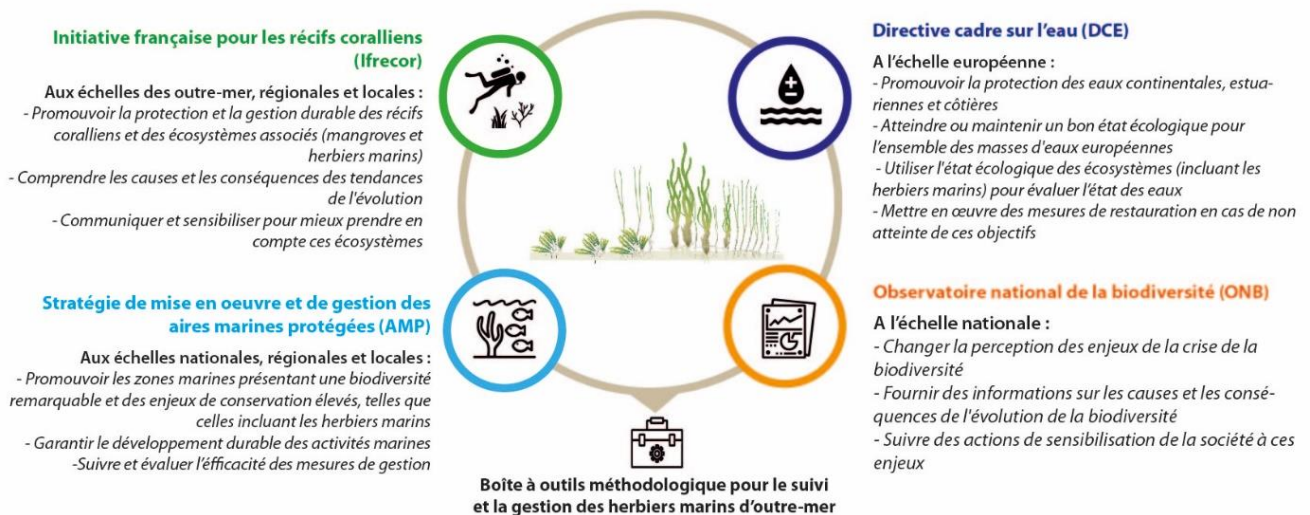 Initiative française pour les récifs coralliens
(Ifrecor)
Aux échelles des outre-mer, régionales et locales :
- Promouvoir la protection et la gestion durable des récifs
coralliens et des écosystèmes associés (mangroves et
herbiers marins)
- Comprendre les causes et les conséquences des tendances
de l'évolution
- Communiquer et sensibiliser pour mieux prendre en
compte ces écosystèmes
Directive cadre sur l'eau (DCE)
A l'échelle européenne :
- Promouvoir la protection des eaux continentales, estua-
riennes et côtières
- Atteindre ou maintenir un bon état écologique pour
l'ensemble des masses d'eaux européennes
- Utiliser l'état écologique des écosystèmes (incluant les
herbiers marins) pour évaluer l'état des eaux
- Mettre en œuvre des mesures de restauration en cas de non
atteinte de ces objectifs
Stratégie de mise en oeuvre et de gestion des
aires marines protégées (AMP)
Aux échelles nationales, régionales et locales :
- Promouvoir les zones marines présentant une biodiversité
remarquable et des enjeux de conservation élevés, telles que
celles incluant les herbiers marins
- Garantir le développement durable des activités marines
-Suivre et évaluer l'éfficacité des mesures de gestion
Observatoire national de la biodiversité (ONB)
A l'échelle nationale :
- Changer la perception des enjeux de la crise de la
biodiversité
- Fournir des informations sur les causes et les consé-
quences de l'évolution de la biodiversité
- Suivre des actions de sensibilisation de la société à ces
enjeux
Boîte à outils méthodologique pour le suivi
et la gestion des herbiers marins d'outre-mer